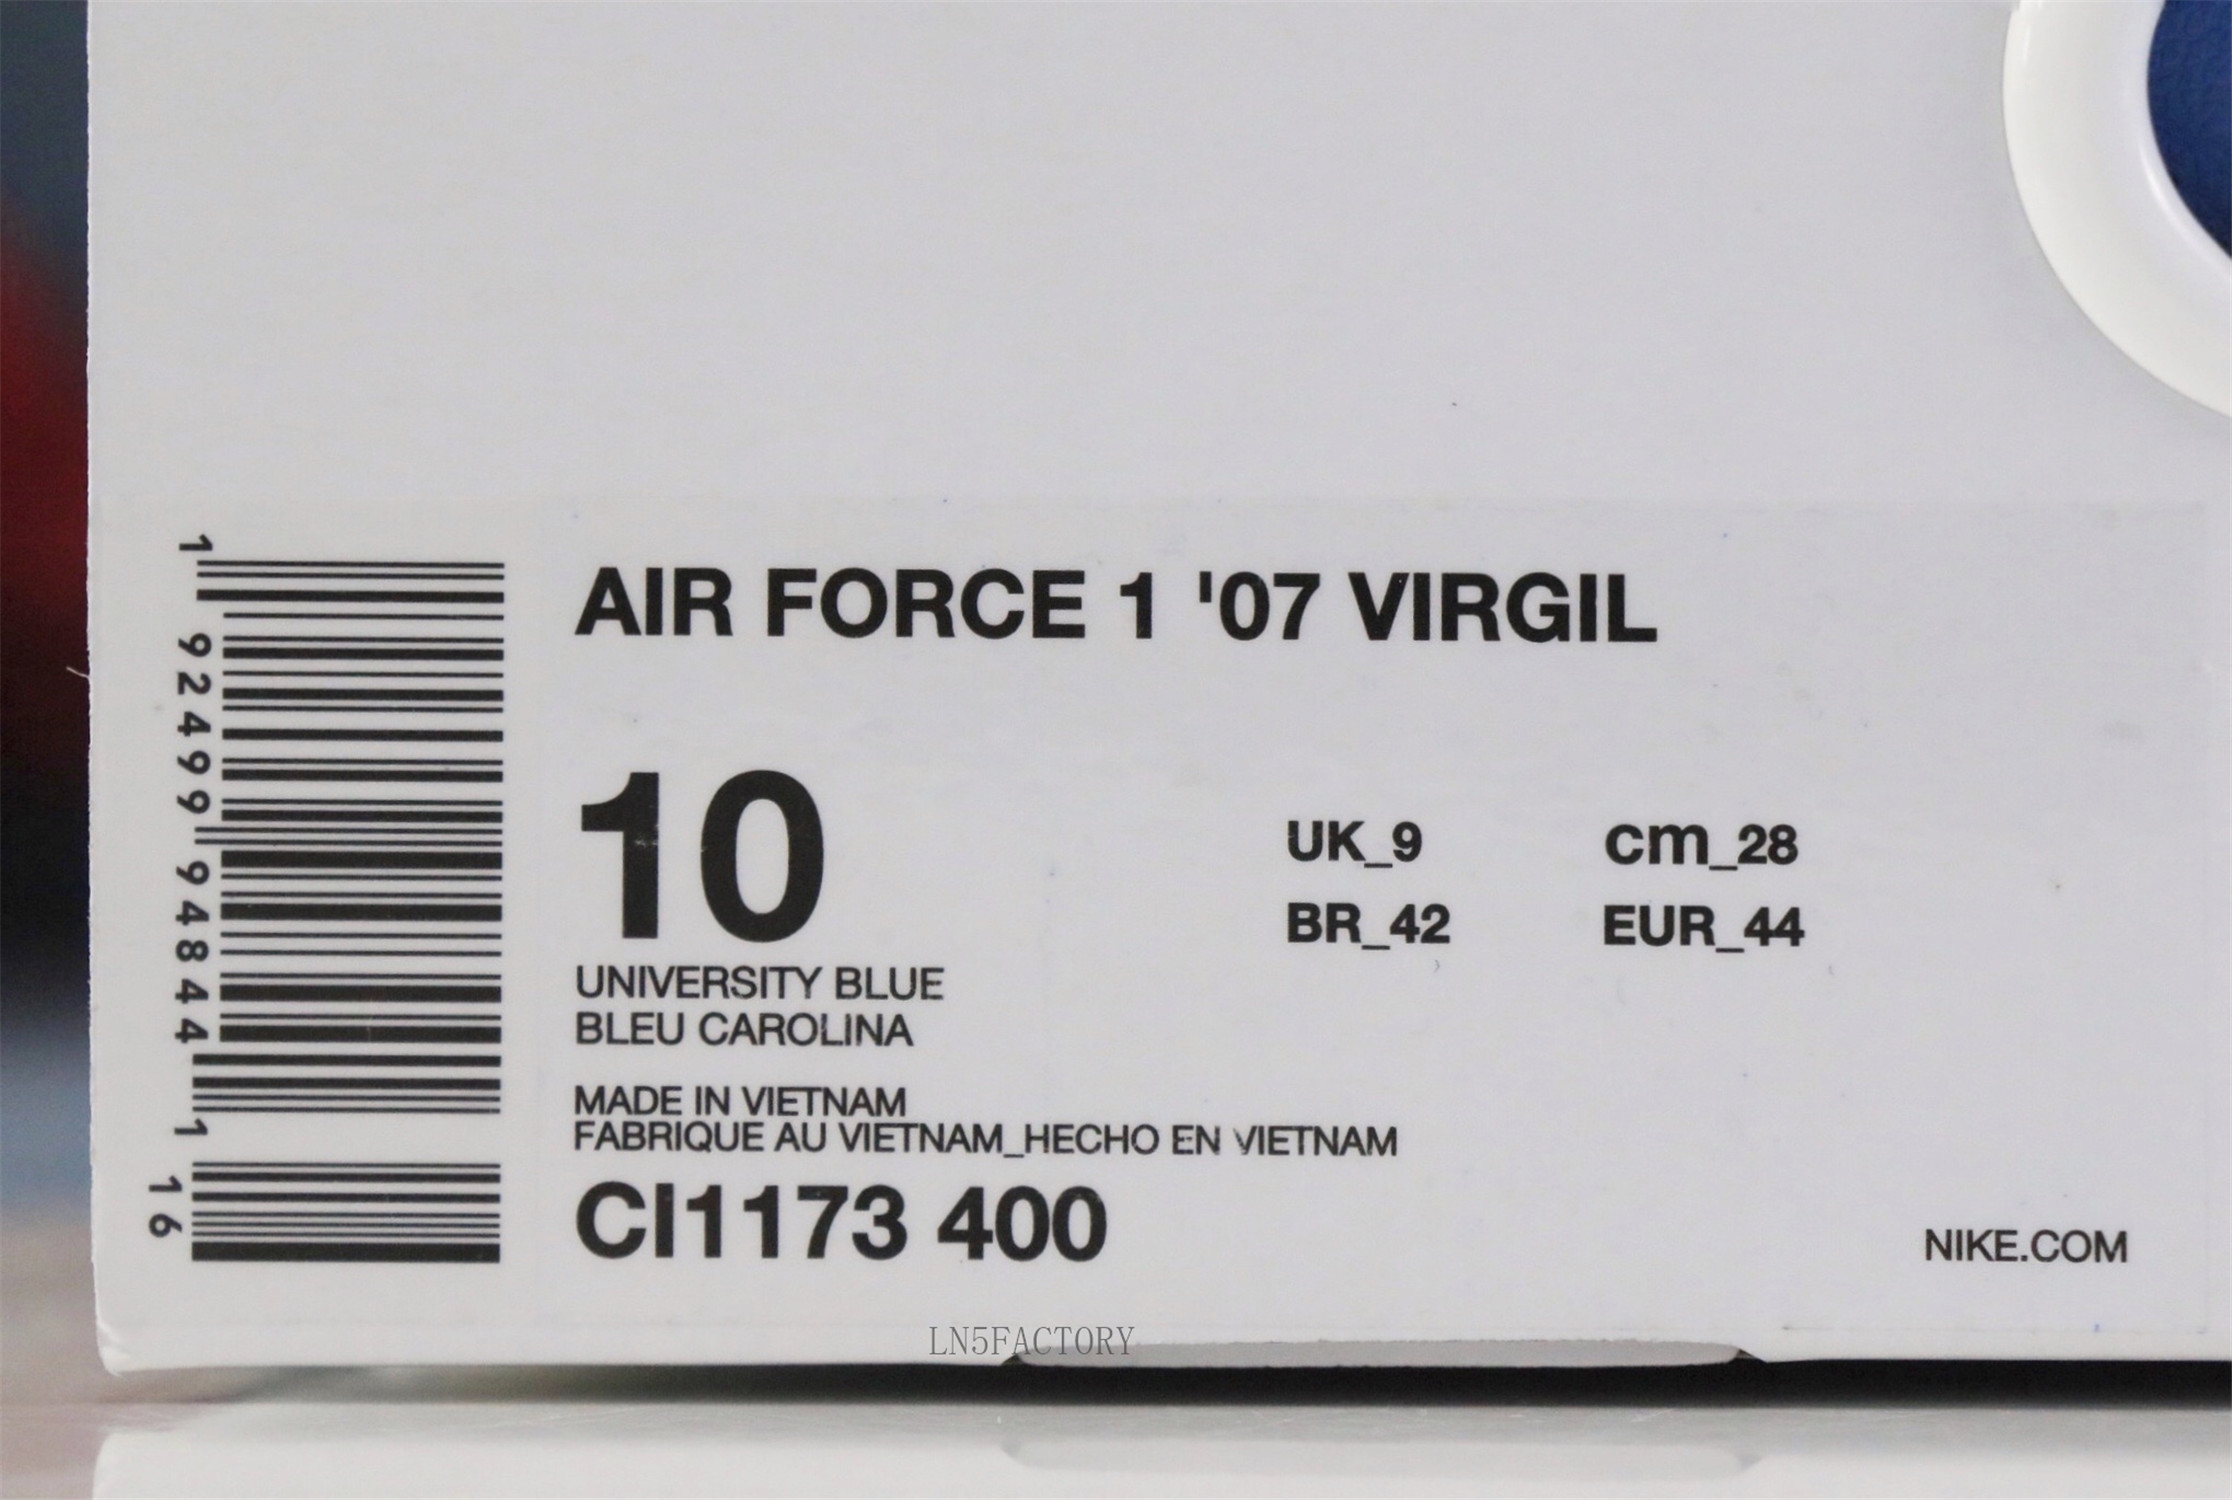 AIR FORCE 1 '07 VIRGIL
10
UK_9
cm_28
BR_42
EUR_44
UNIVERSITY BLUE
BLEU CAROLINA
MADE IN VIETNAM
FABRIQUE AU VIETNAM_HECHO EN VIETNAM
CI1173 400
NIKE.COM
1 92499 94844 1
16
LN5FACTORY